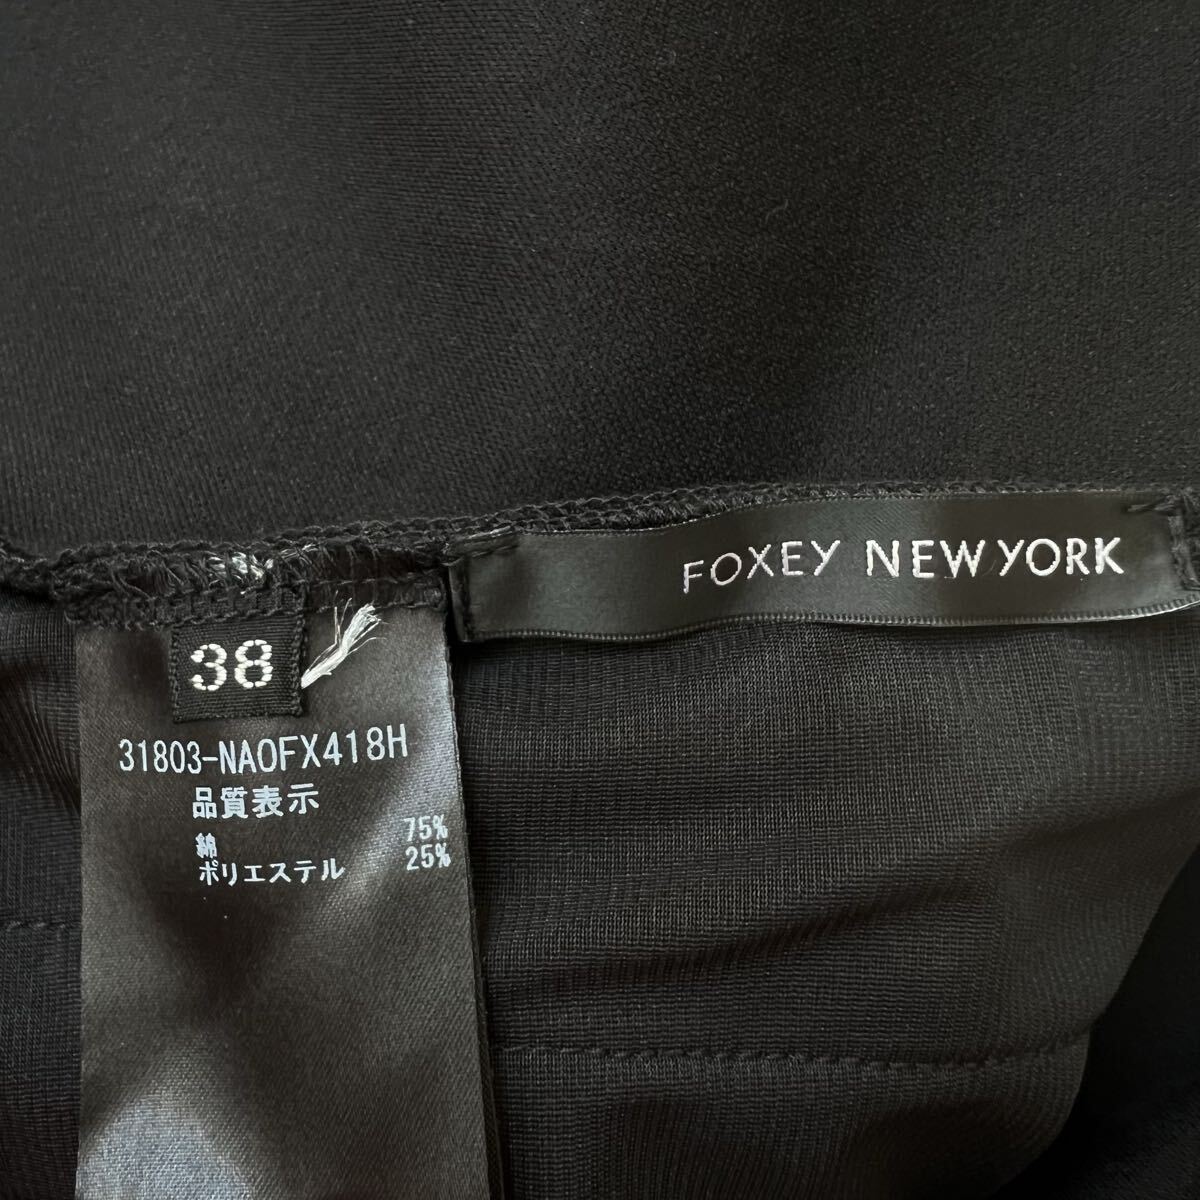 FOXEY NEW YORK
38
31803-NAOFX418H
品質表示
綿 75%
ポリエステル 25%